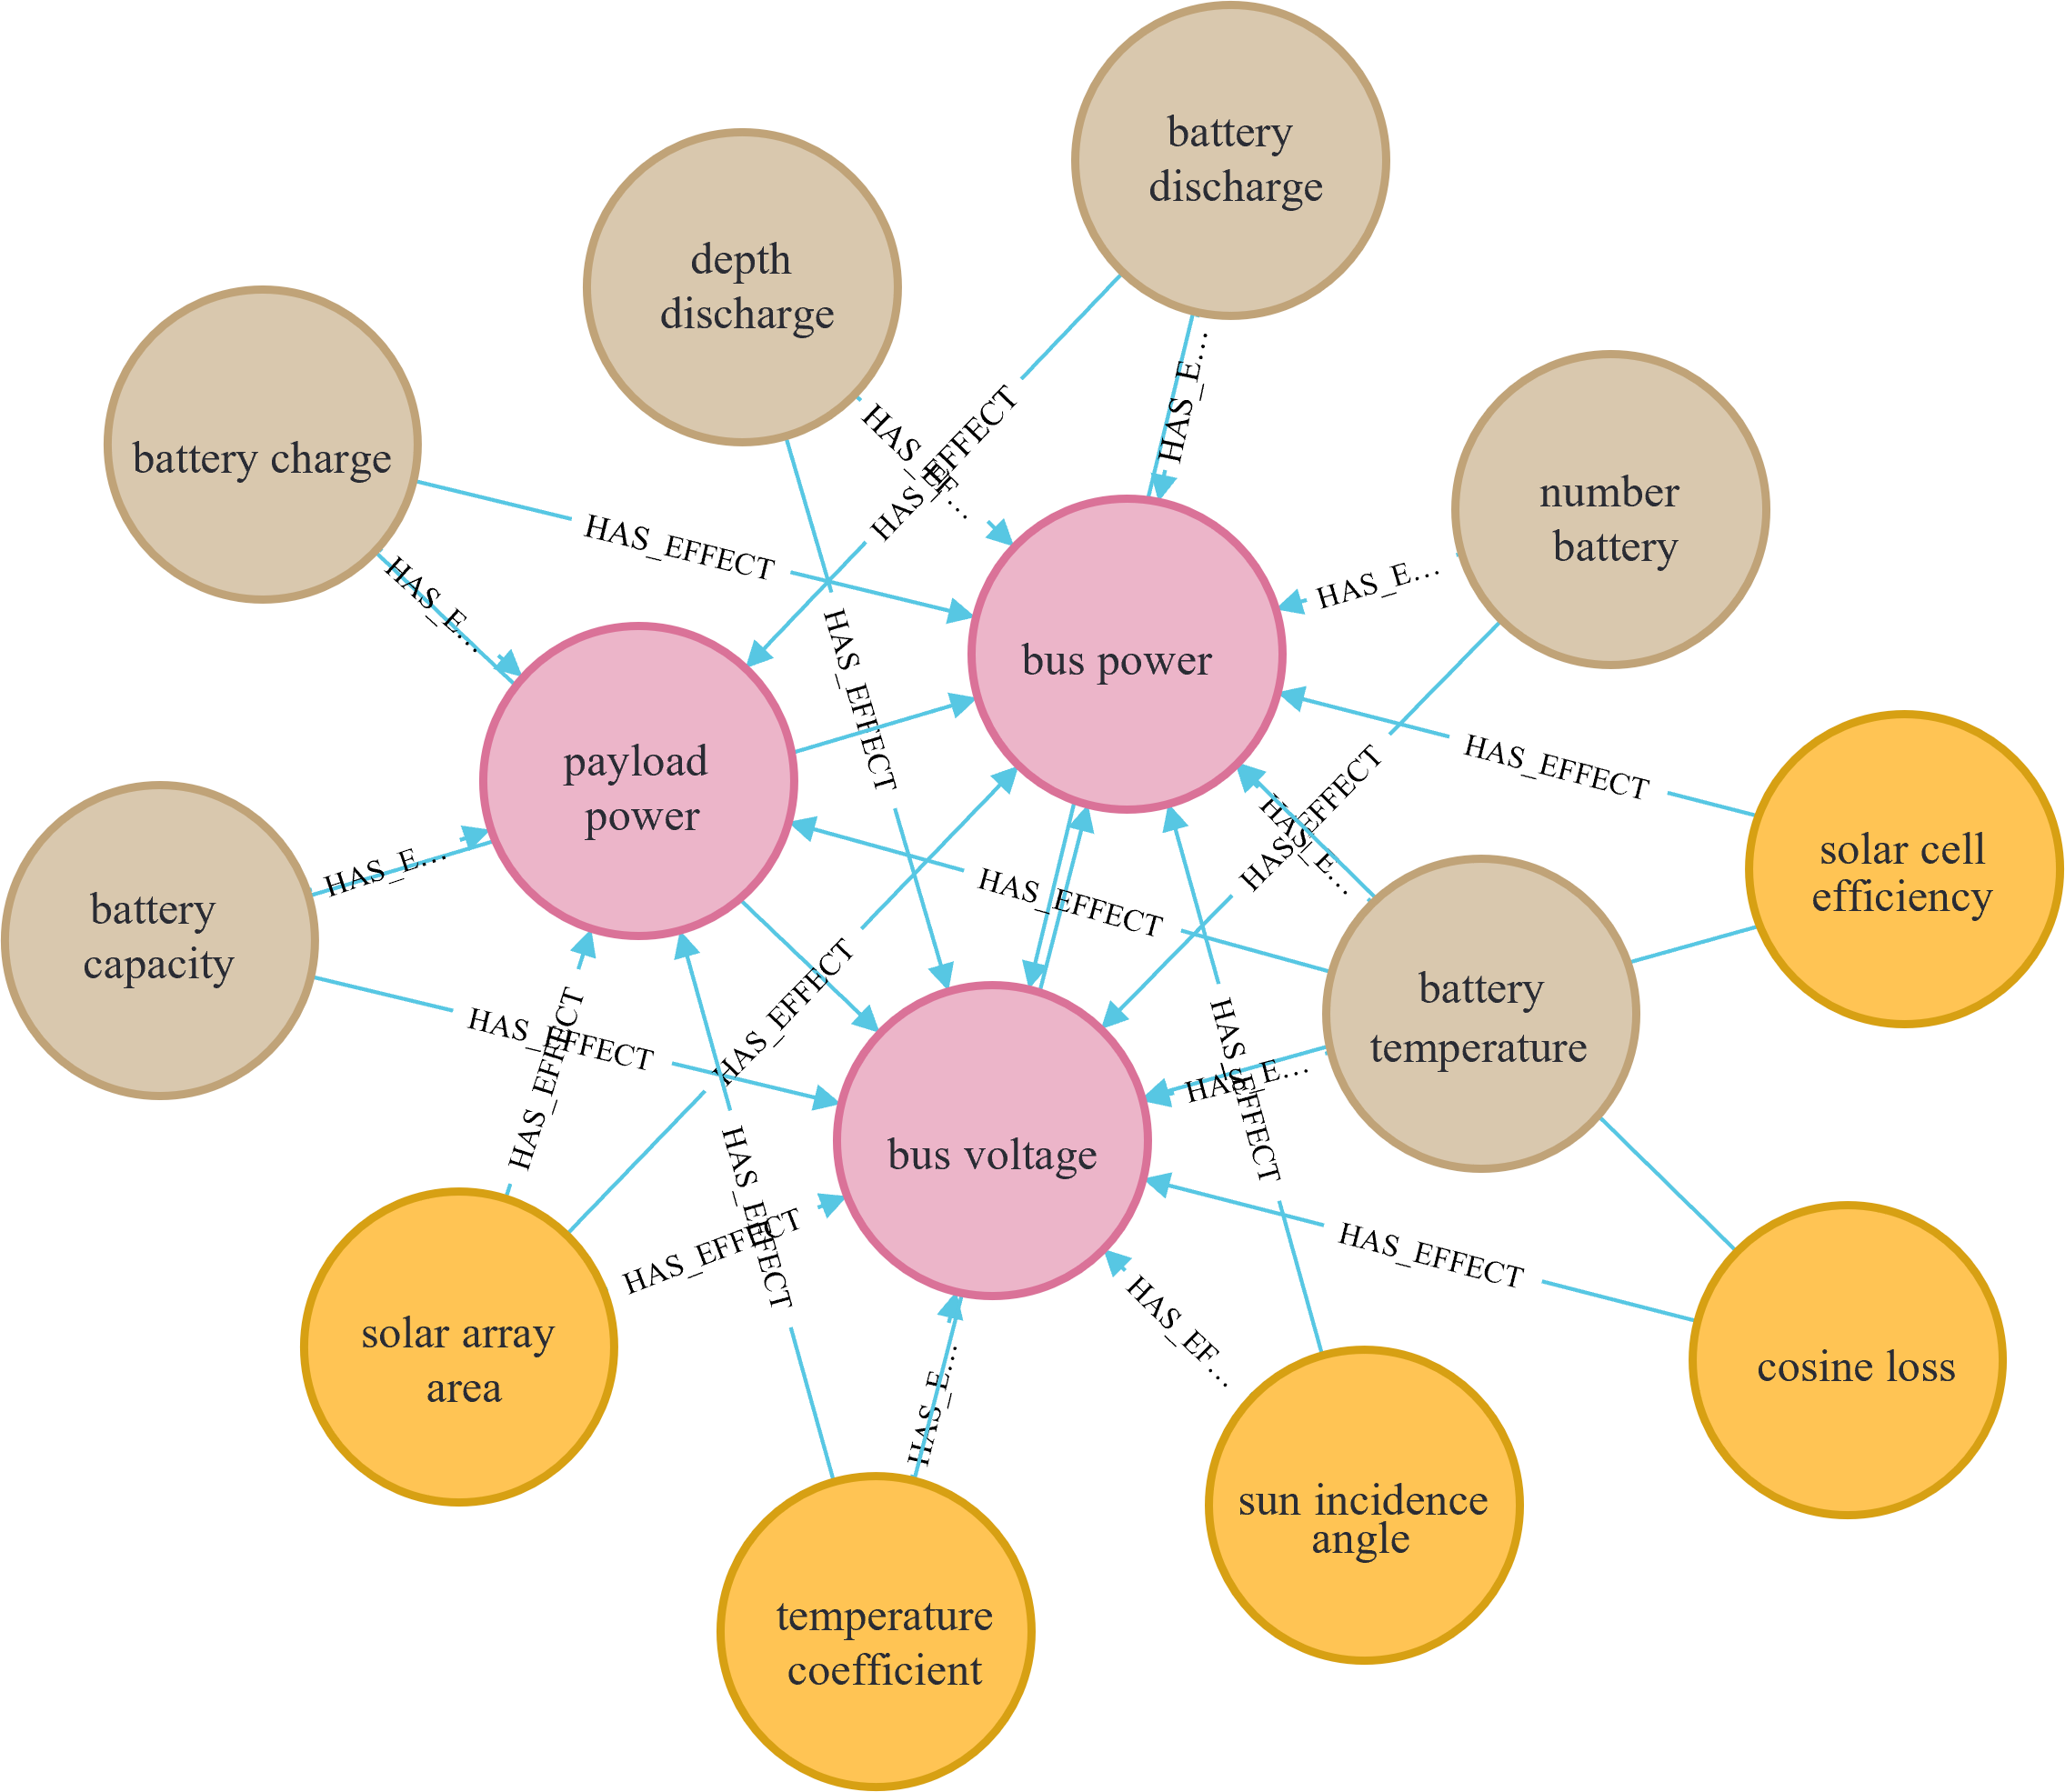 battery
discharge
depth
discharge
HAS_E...
battery charge
HAS_EFFECT
HAS_EF...
number
battery
HAS_EFFECT
HAS_E...
HAS_E...
bus power
HAS_EFFECT
payload
power
HAS_EFFECT
HAS_EFFECT
HAS_E...
solar cell
efficiency
HAS_E...
battery
capacity
HAS_EFFECT
battery
temperature
HAS_EFFECT
HAS_EFFECT
HAS_EFFECT
HAS_E...
HAS_EFFECT
bus voltage
HAS_EFFECT
HAS_EFFECT
HAS_EFFECT
solar array
area
HAS_EF...
cosine loss
HAS_E...
sun incidence
angle
temperature
coefficient